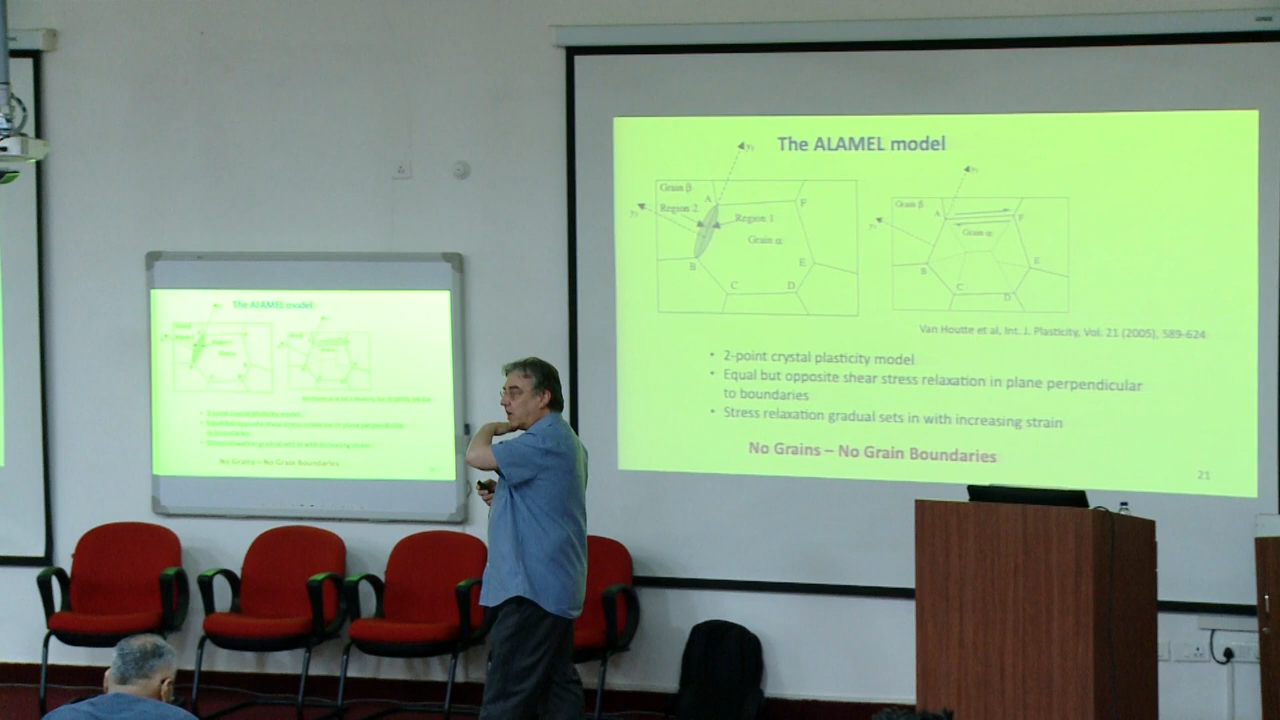 The ALAMEL model
Grain β
A
F
Region 2
Region 1
Grain α
B
E
C
D
Grain β
A
F
Grain α
B
E
C
D
Van Houtte et al, Int. J. Plasticity, Vol. 21 (2005), 589-624
• 2-point crystal plasticity model
• Equal but opposite shear stress relaxation in plane perpendicular
to boundaries
• Stress relaxation gradual sets in with increasing strain
No Grains – No Grain Boundaries
21
The ALAMEL model
No Grains – No Grain Boundaries